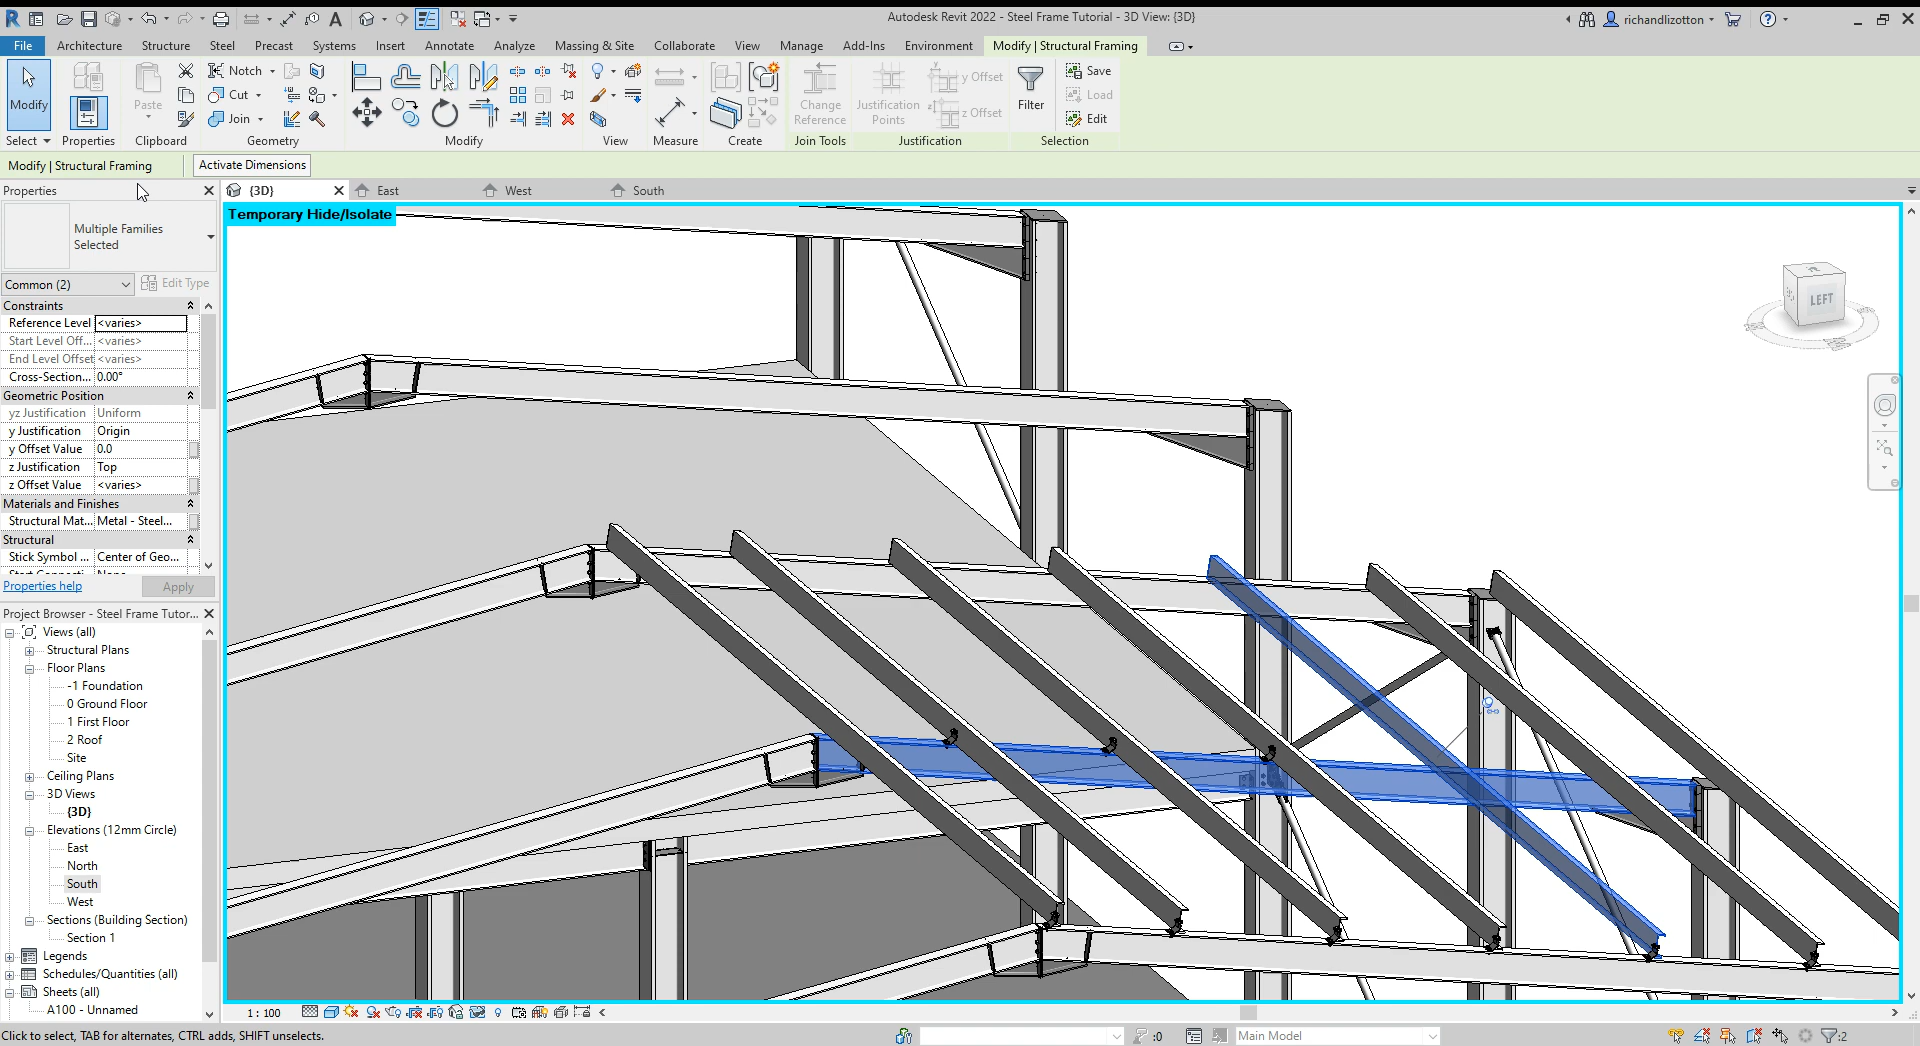 Autodesk Revit 2022 - Steel Frame Tutorial - 3D View: {3D}
richandlizotton
File Architecture Structure Steel Precast Systems Insert Annotate Analyze Massing & Site Collaborate View Manage Add-Ins Environment Modify | Structural Framing
Modify
Paste
Notch
Cut
Join
Change Reference
Justification Points
y Offset
z Offset
Filter
Save
Load
Edit
Select Properties Clipboard Geometry Modify View Measure Create Join Tools Justification Selection
Modify | Structural Framing Activate Dimensions
Properties
{3D} East West South
Temporary Hide/Isolate
Multiple Families
Selected
Common (2) Edit Type
Constraints
Reference Level <varies>
Start Level Off... <varies>
End Level Offset <varies>
Cross-Section... 0.00°
Geometric Position
yz Justification Uniform
y Justification Origin
y Offset Value 0.0
z Justification Top
z Offset Value <varies>
Materials and Finishes
Structural Mat... Metal - Steel...
Structural
Stick Symbol ... Center of Geo...
Properties help Apply
LEFT
Project Browser - Steel Frame Tutor...
Views (all)
Structural Plans
Floor Plans
-1 Foundation
0 Ground Floor
1 First Floor
2 Roof
Site
Ceiling Plans
3D Views
{3D}
Elevations (12mm Circle)
East
North
South
West
Sections (Building Section)
Section 1
Legends
Schedules/Quantities (all)
Sheets (all)
A100 - Unnamed
1 : 100
Click to select, TAB for alternates, CTRL adds, SHIFT unselects.
:0
Main Model
:2